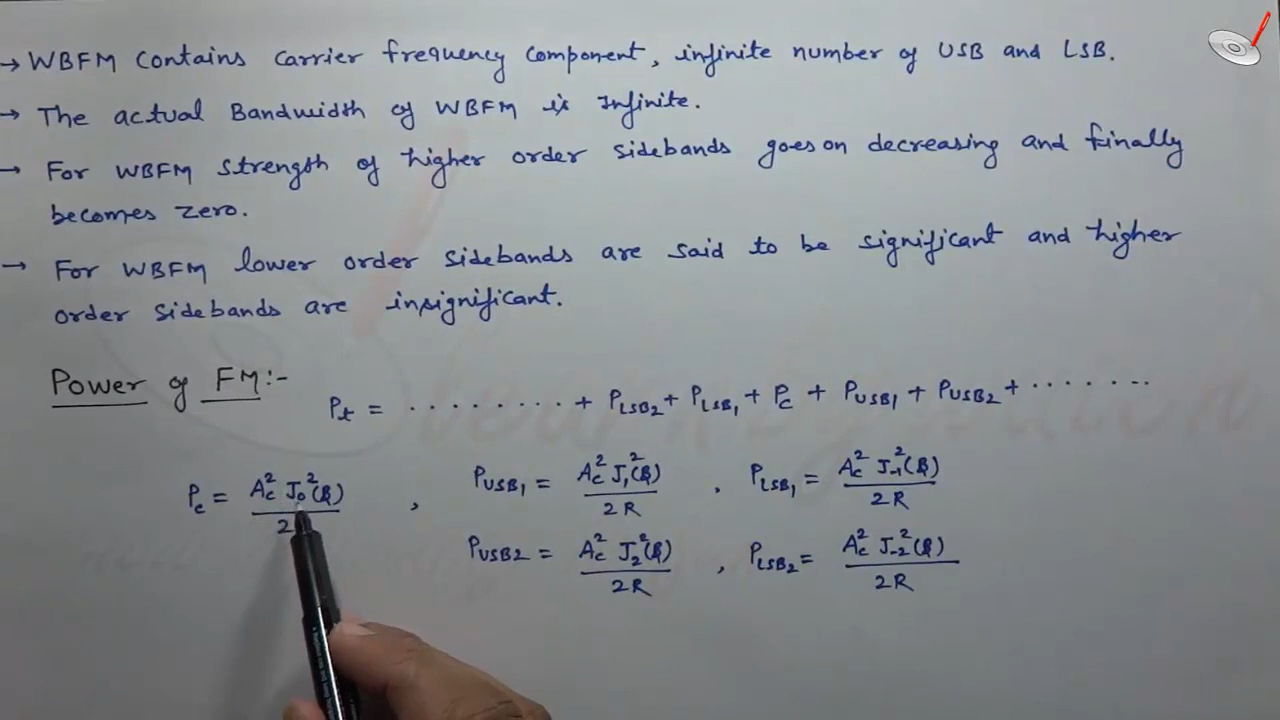 → WBFM Contains Carrier frequency component, infinite number of USB and LSB.
→ The actual Bandwidth of WBFM is Infinite.
→ For WBFM Strength of higher order sidebands goes on decreasing and finally
becomes zero.
→ For WBFM lower order sidebands are said to be significant and higher
order sidebands are insignificant.
Power of FM:-
Pt = ......... + PLSB2 + PLSB1 + Pc + PUSB1 + PUSB2 + .......
Pc = Ac² J0²(β) / 2 , PUSB1 = Ac² J1²(β) / 2R , PLSB1 = Ac² J-1²(β) / 2R
PUSB2 = Ac² J2²(β) / 2R , PLSB2 = Ac² J-2²(β) / 2R